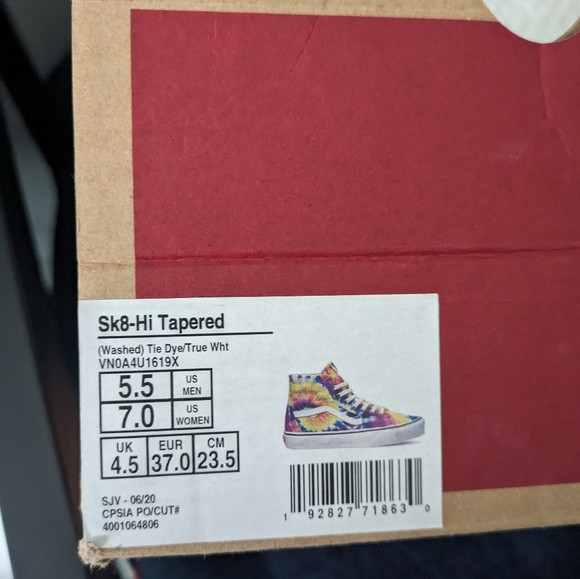 Sk8-Hi Tapered
(Washed) Tie Dye/True Wht
VN0A4U1619X
5.5 US MEN
7.0 US WOMEN
UK EUR CM
4.5 37.0 23.5
SJV - 06/20
CPSIA PO/CUT#
4001064806
1 92827 71863 0